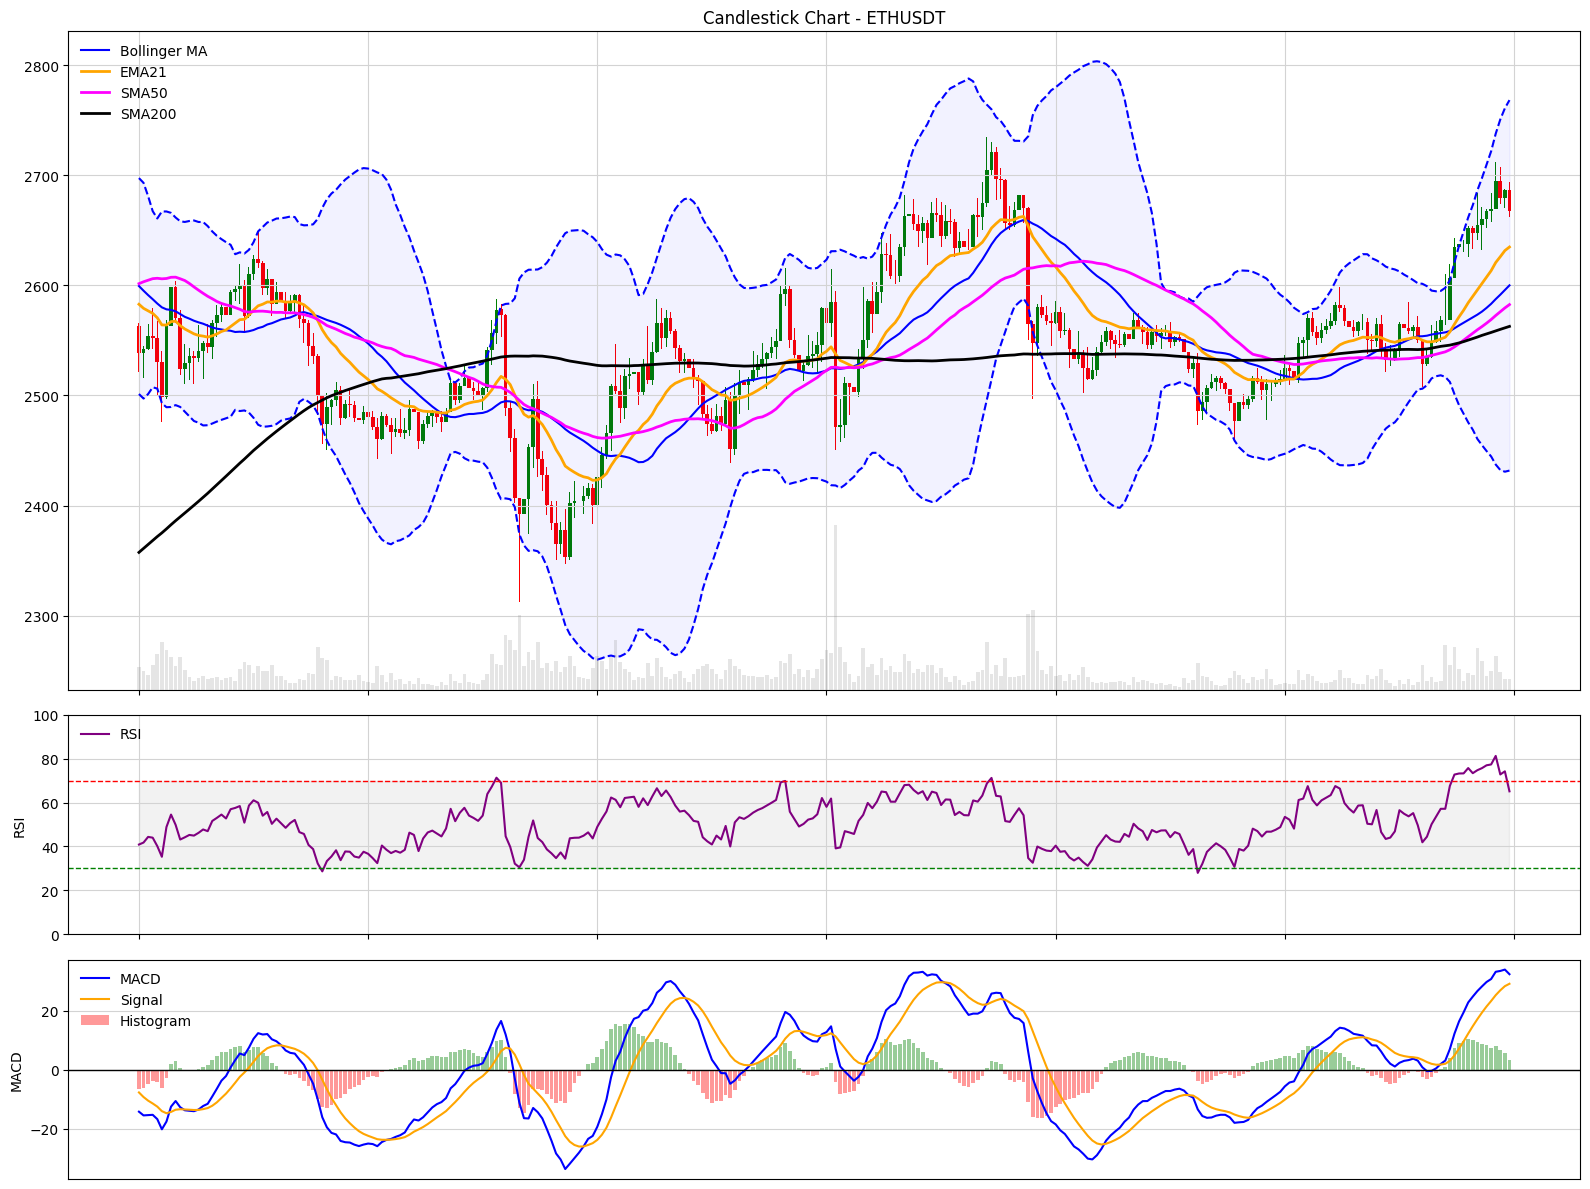 Candlestick Chart - ETHUSDT
Bollinger MA
EMA21
SMA50
SMA200
2800
2700
2600
2500
2400
2300
RSI
100
80
60
40
20
0
RSI
MACD
Signal
Histogram
20
0
−20
MACD